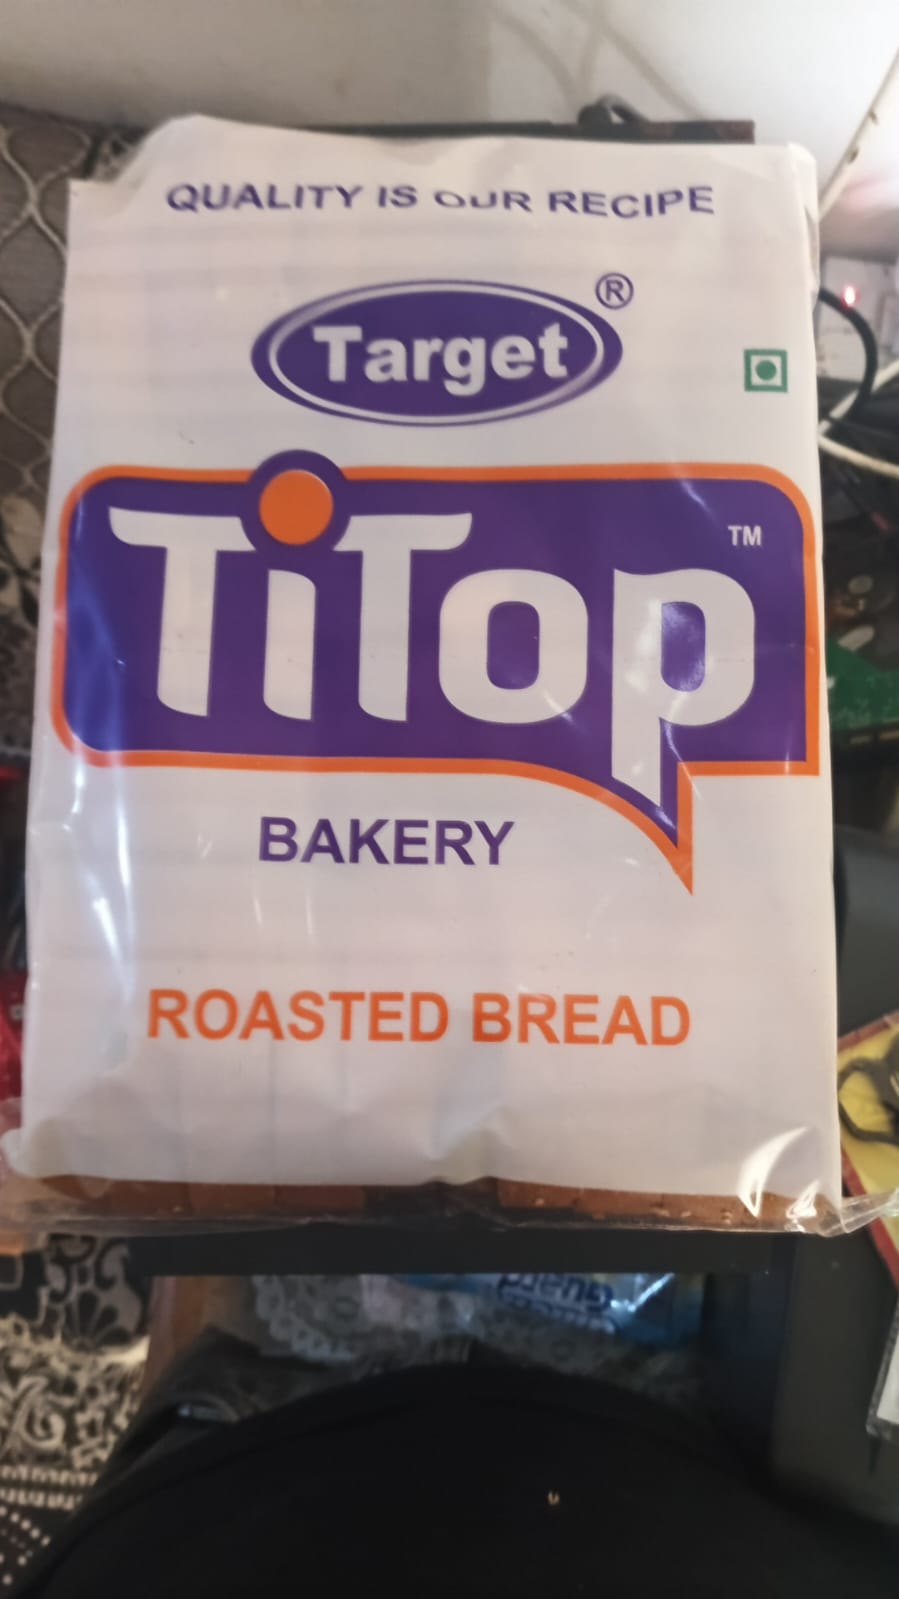 QUALITY IS OUR RECIPE
Target ®
TiTop ™
BAKERY
ROASTED BREAD